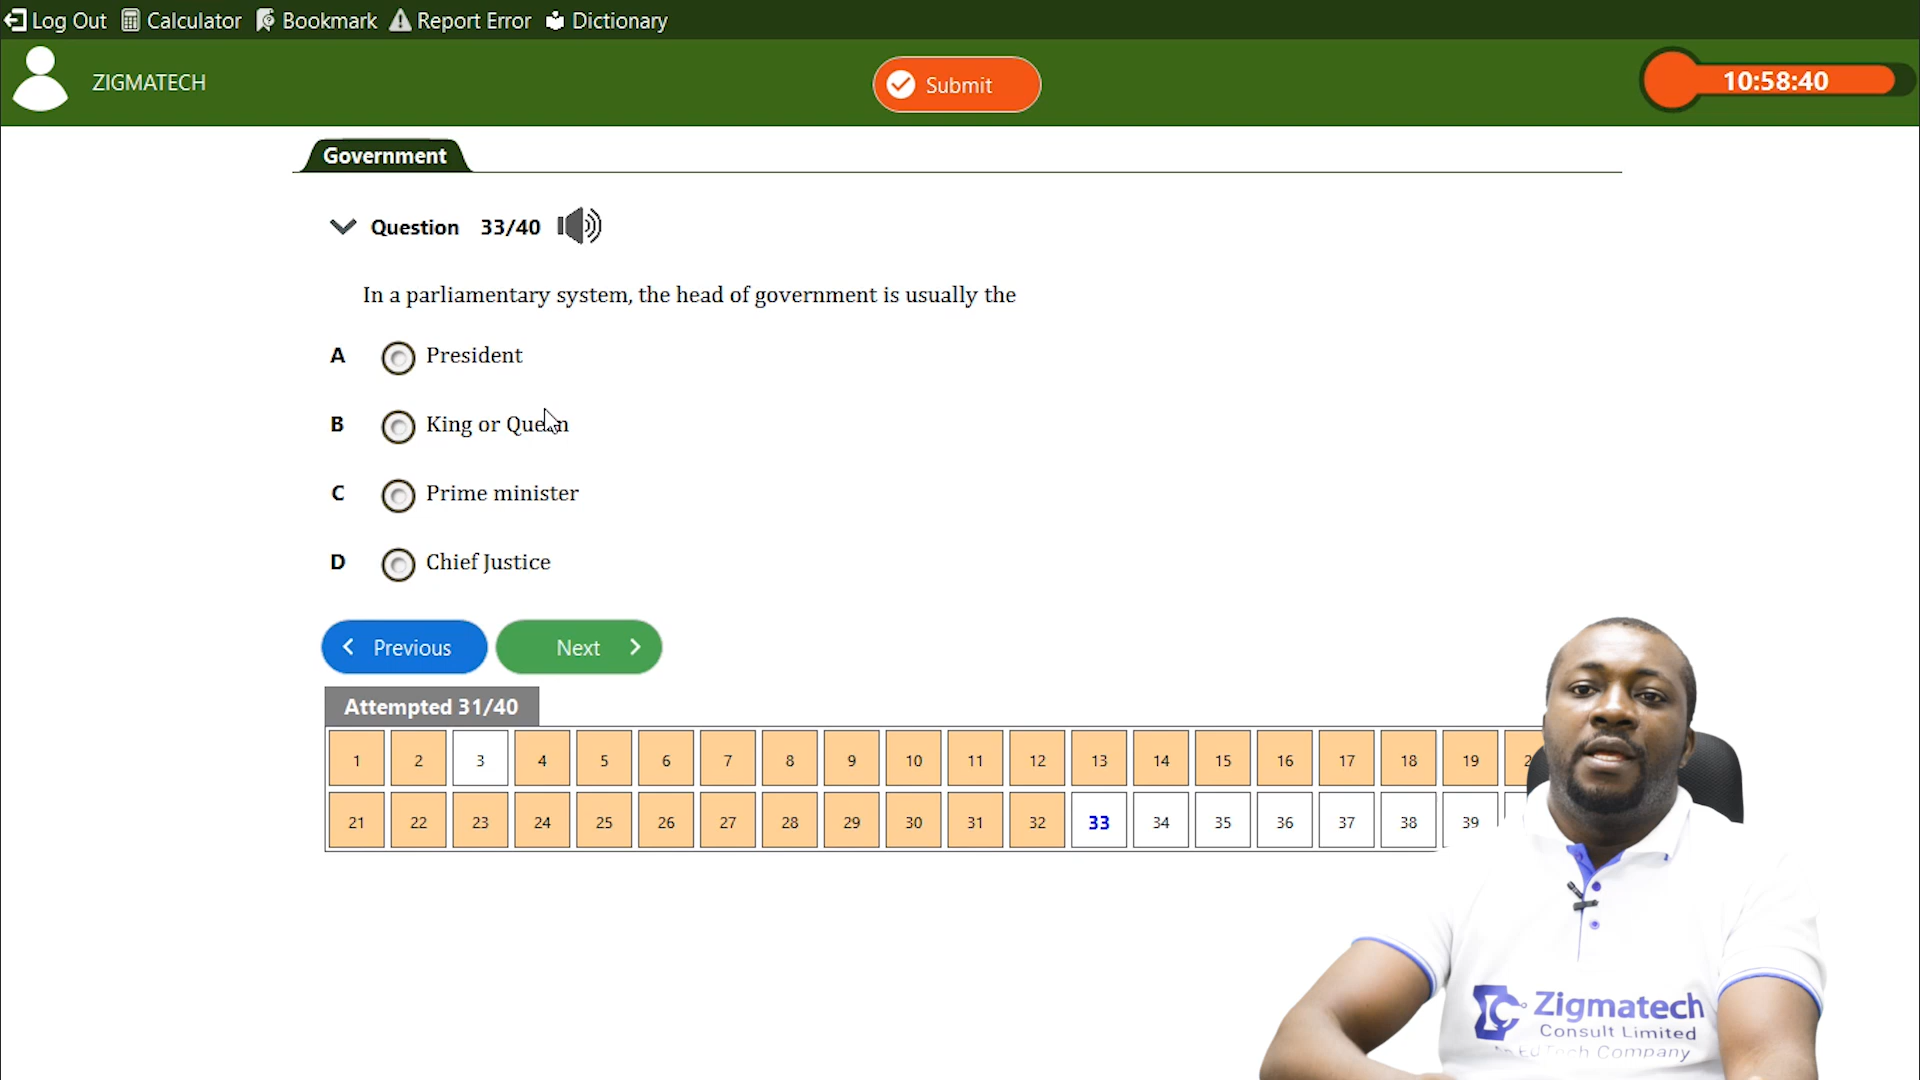 Log Out Calculator Bookmark Report Error Dictionary
ZIGMATECH
Submit
10:58:40
Government
Question 33/40
In a parliamentary system, the head of government is usually the
A President
B King or Queen
C Prime minister
D Chief Justice
Previous Next
Attempted 31/40
1 2 3 4 5 6 7 8 9 10 11 12 13 14 15 16 17 18 19
21 22 23 24 25 26 27 28 29 30 31 32 33 34 35 36 37 38 39
Zigmatech
Consult Limited
EdTech Company